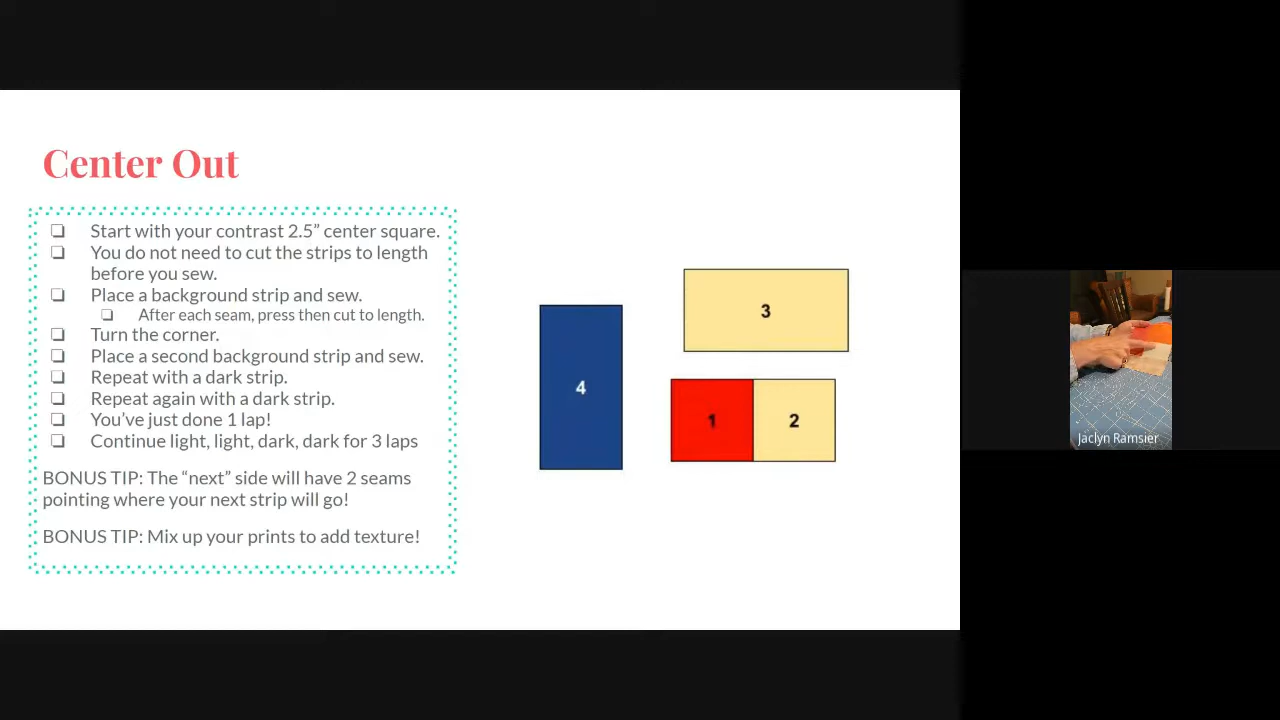 Center Out
❏ Start with your contrast 2.5” center square.
❏ You do not need to cut the strips to length
before you sew.
❏ Place a background strip and sew.
❏ After each seam, press then cut to length.
❏ Turn the corner.
❏ Place a second background strip and sew.
❏ Repeat with a dark strip.
❏ Repeat again with a dark strip.
❏ You’ve just done 1 lap!
❏ Continue light, light, dark, dark for 3 laps
BONUS TIP: The “next” side will have 2 seams
pointing where your next strip will go!
BONUS TIP: Mix up your prints to add texture!
3
4
1 2
Jaclyn Ramsier